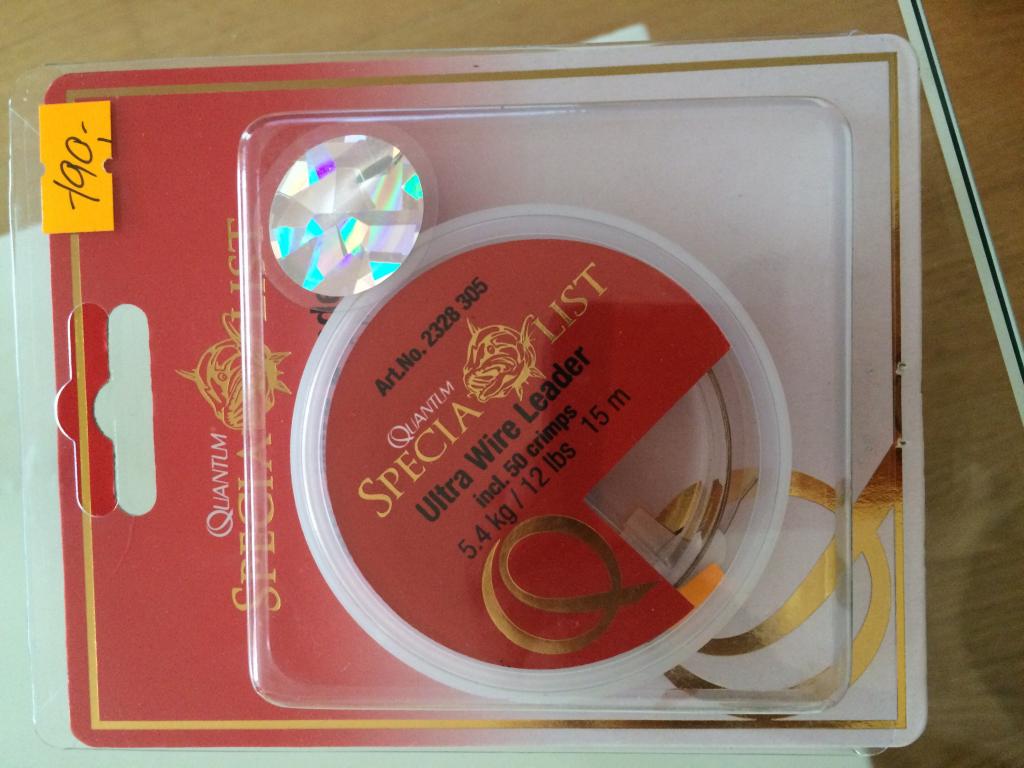 190,-
QUANTUM®
SPECIALIST
Art.No. 2328 305
QUANTUM
SPECIALIST
Ultra Wire Leader
incl. 50 crimps
5.4 kg / 12 lbs 15 m